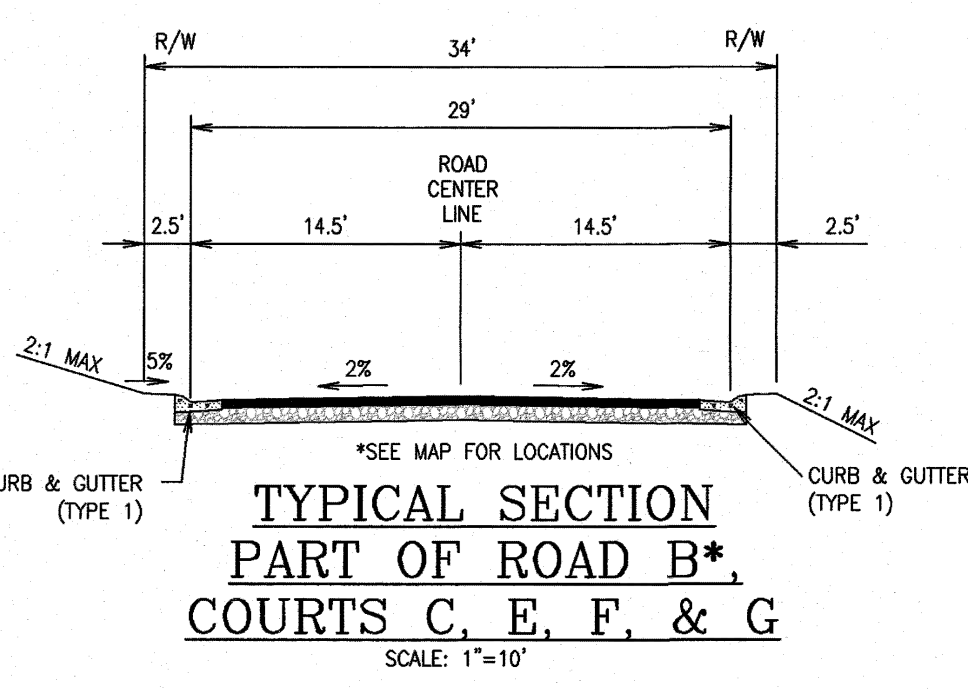 R/W
R/W
34'
29'
ROAD
CENTER
LINE
2.5'
14.5'
14.5'
2.5'
2:1 MAX
5%
2%
2%
2:1 MAX
*SEE MAP FOR LOCATIONS
URB & GUTTER
(TYPE 1)
CURB & GUTTER
(TYPE 1)
TYPICAL SECTION
PART OF ROAD B*,
COURTS C, E, F, & G
SCALE: 1"=10'